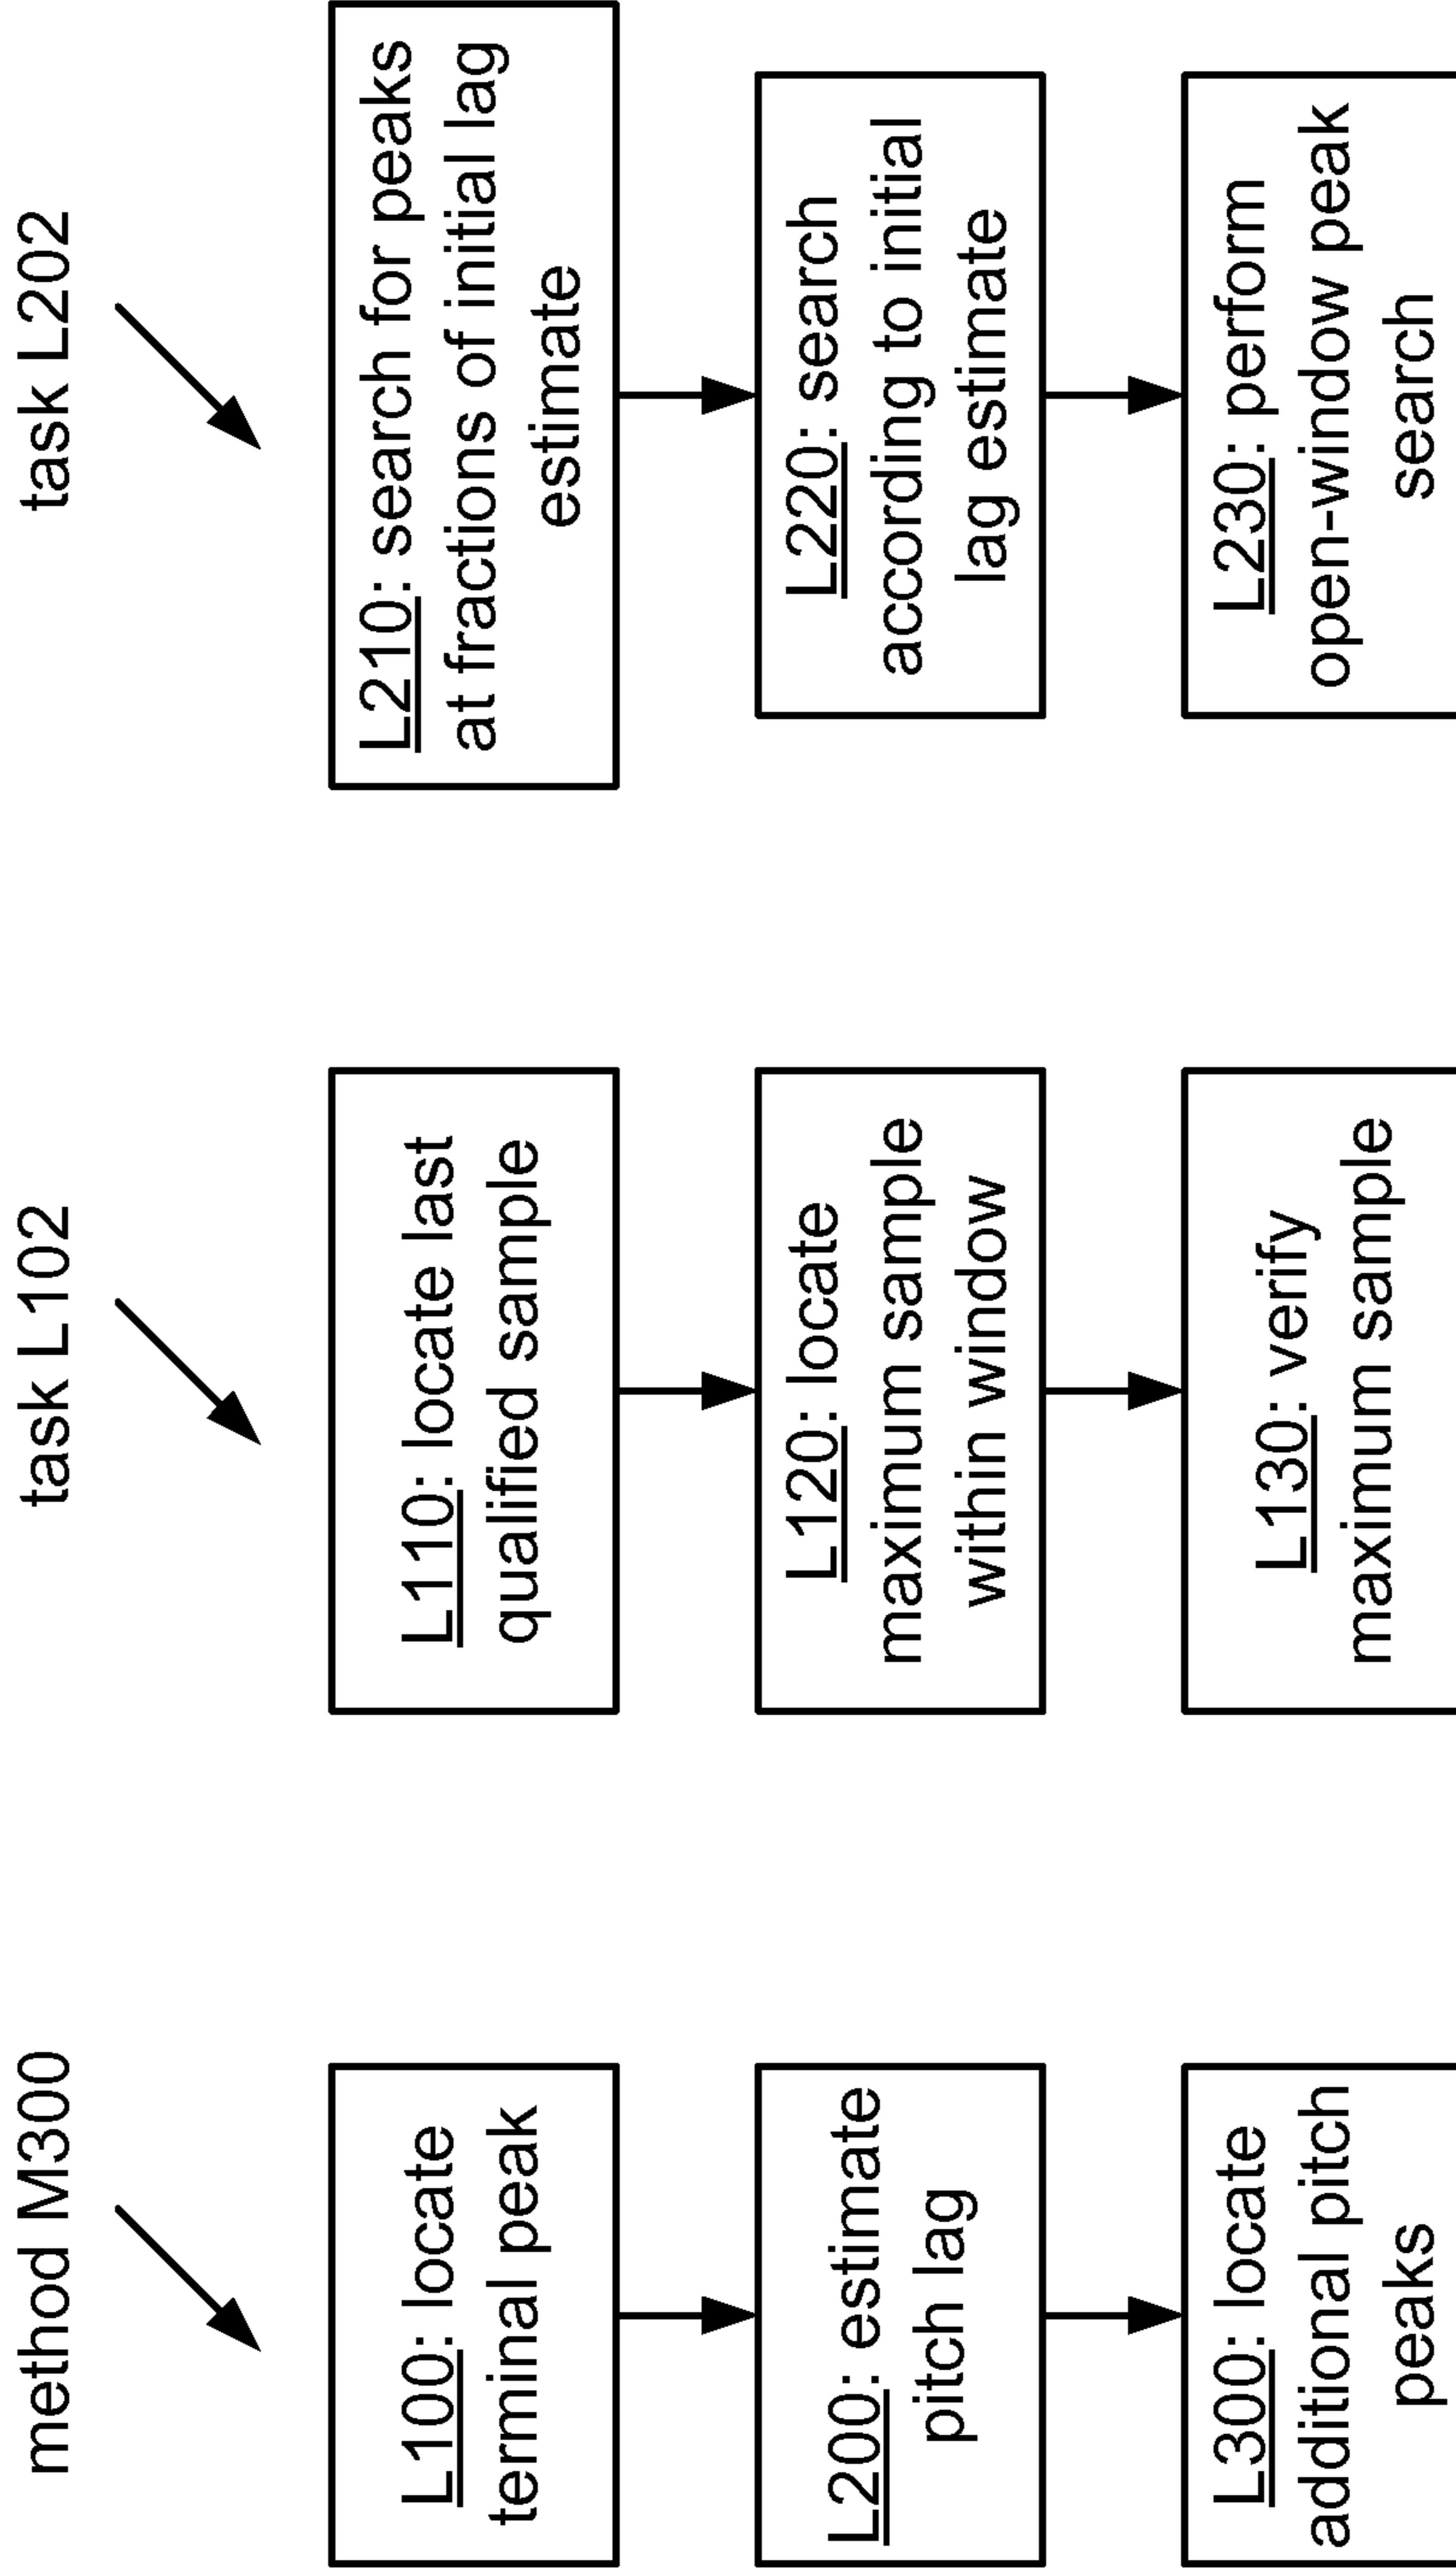 method M300
L100: locate
terminal peak
L200: estimate
pitch lag
L300: locate
additional pitch
peaks
task L102
L110: locate last
qualified sample
L120: locate
maximum sample
within window
L130: verify
maximum sample
task L202
L210: search for peaks
at fractions of initial lag
estimate
L220: search
according to initial
lag estimate
L230: perform
open-window peak
search